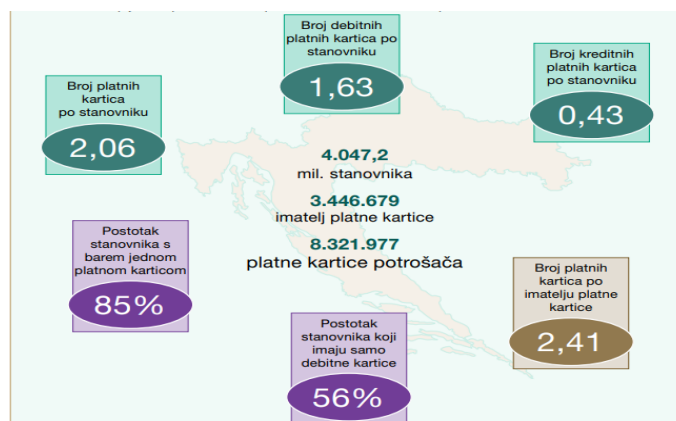 Broj debitnih
platnih kartica po
stanovniku
1,63
Broj kreditnih
platnih kartica
po stanovniku
0,43
Broj platnih
kartica
po stanovniku
2,06
4.047,2
mil. stanovnika
3.446.679
imatelj platne kartice
8.321.977
platne kartice potrošača
Postotak
stanovnika s
barem jednom
platnom karticom
85%
Broj platnih
kartica po
imatelju platne
kartice
2,41
Postotak
stanovnika koji
imaju samo
debitne kartice
56%